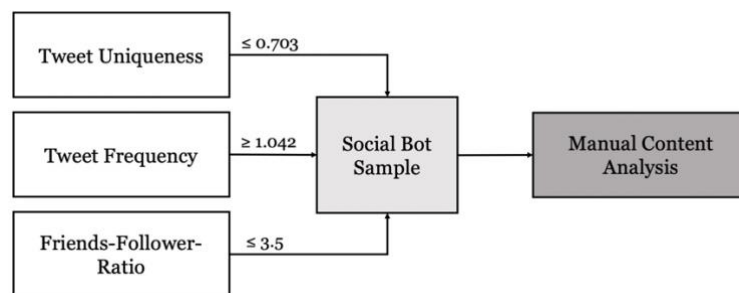 Tweet Uniqueness
≤ 0.703
Tweet Frequency
≥ 1.042
Social Bot
Sample
Manual Content
Analysis
Friends-Follower-
Ratio
≤ 3.5